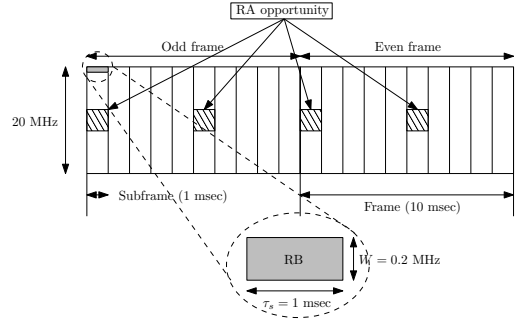 RA opportunity
Odd frame
Even frame
20 MHz
Subframe (1 msec)
Frame (10 msec)
RB
W = 0.2 MHz
τs = 1 msec